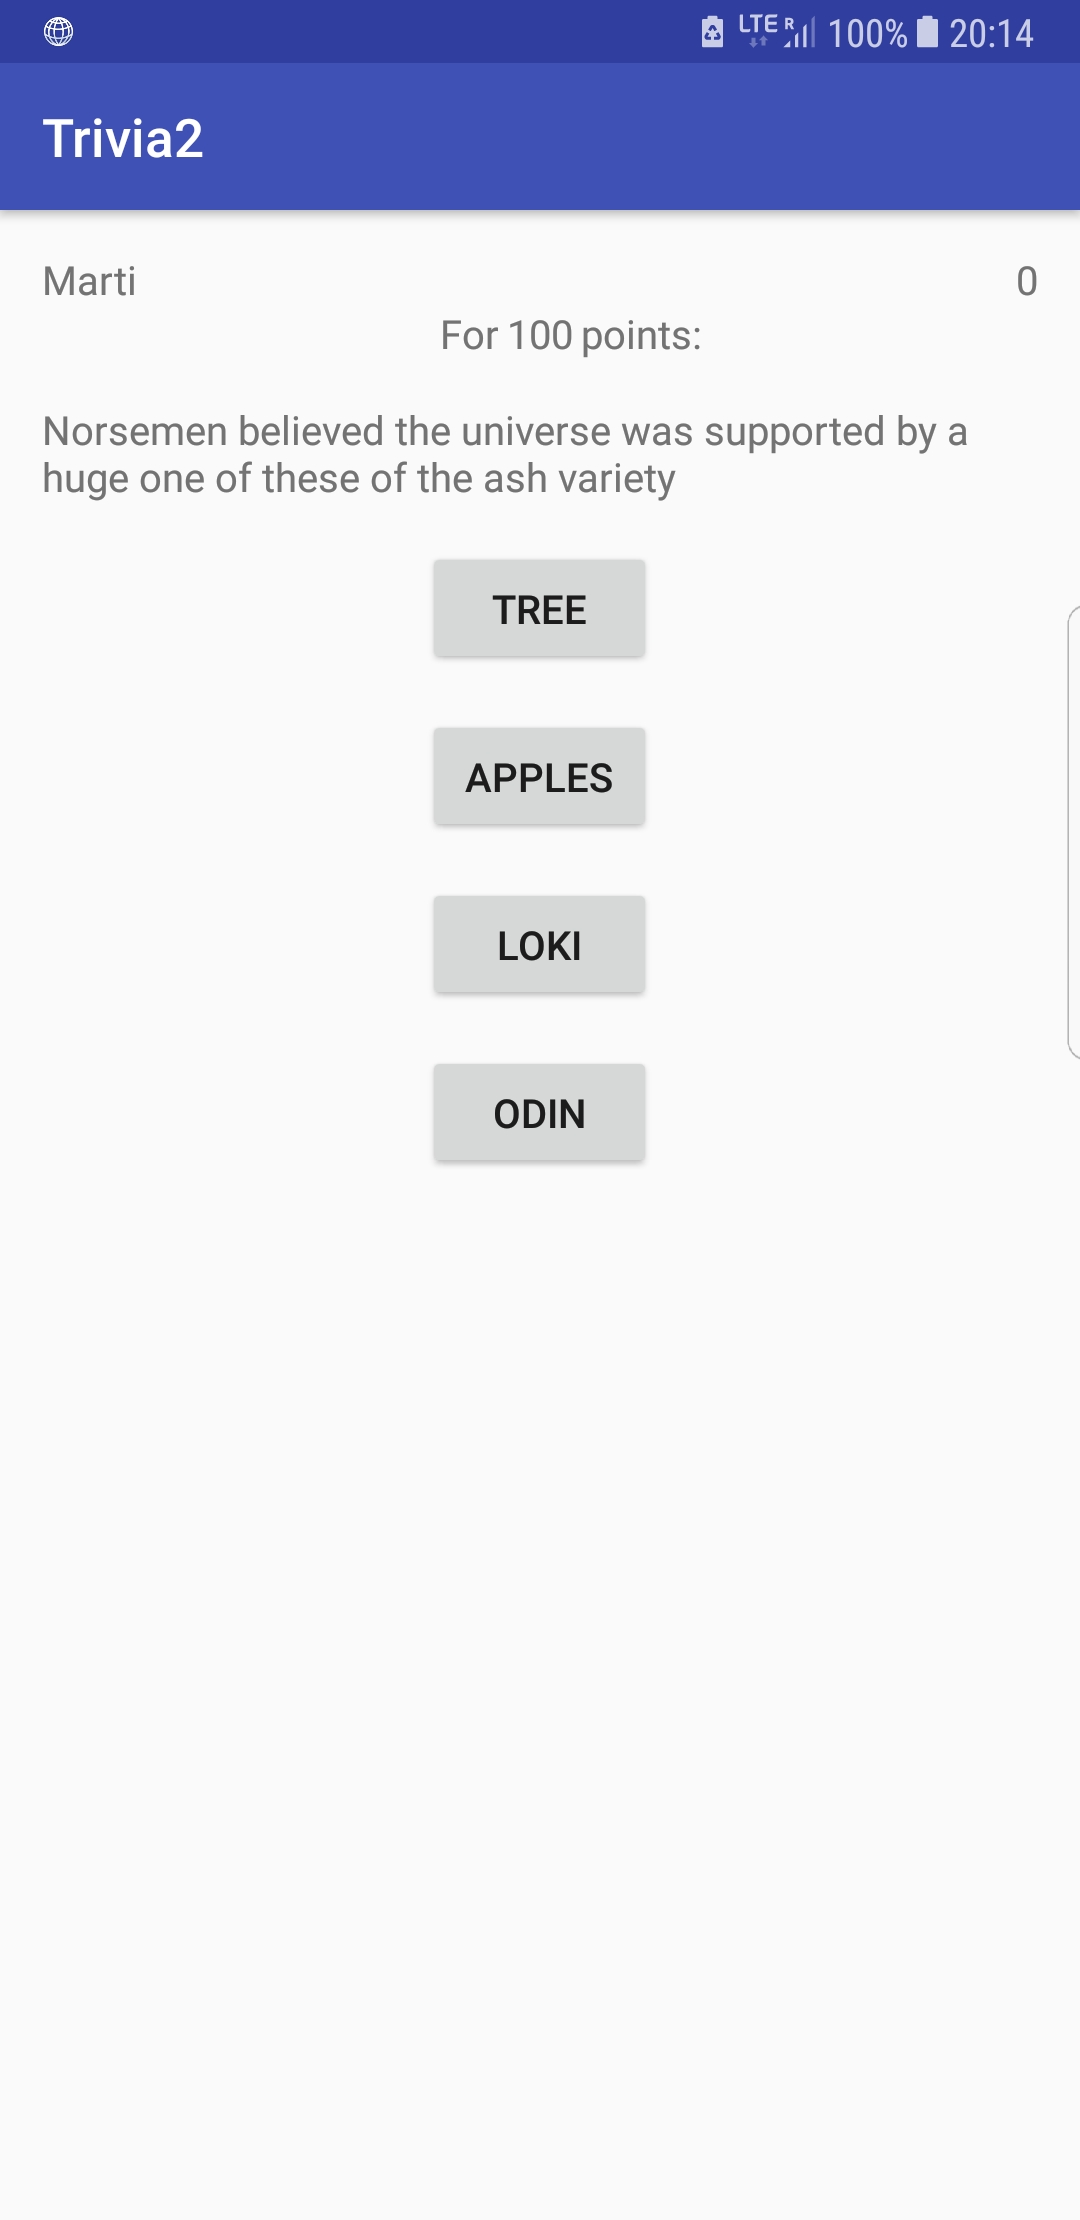 LTE R 100% 20:14
Trivia2
Marti 0
For 100 points:
Norsemen believed the universe was supported by a
huge one of these of the ash variety
TREE
APPLES
LOKI
ODIN